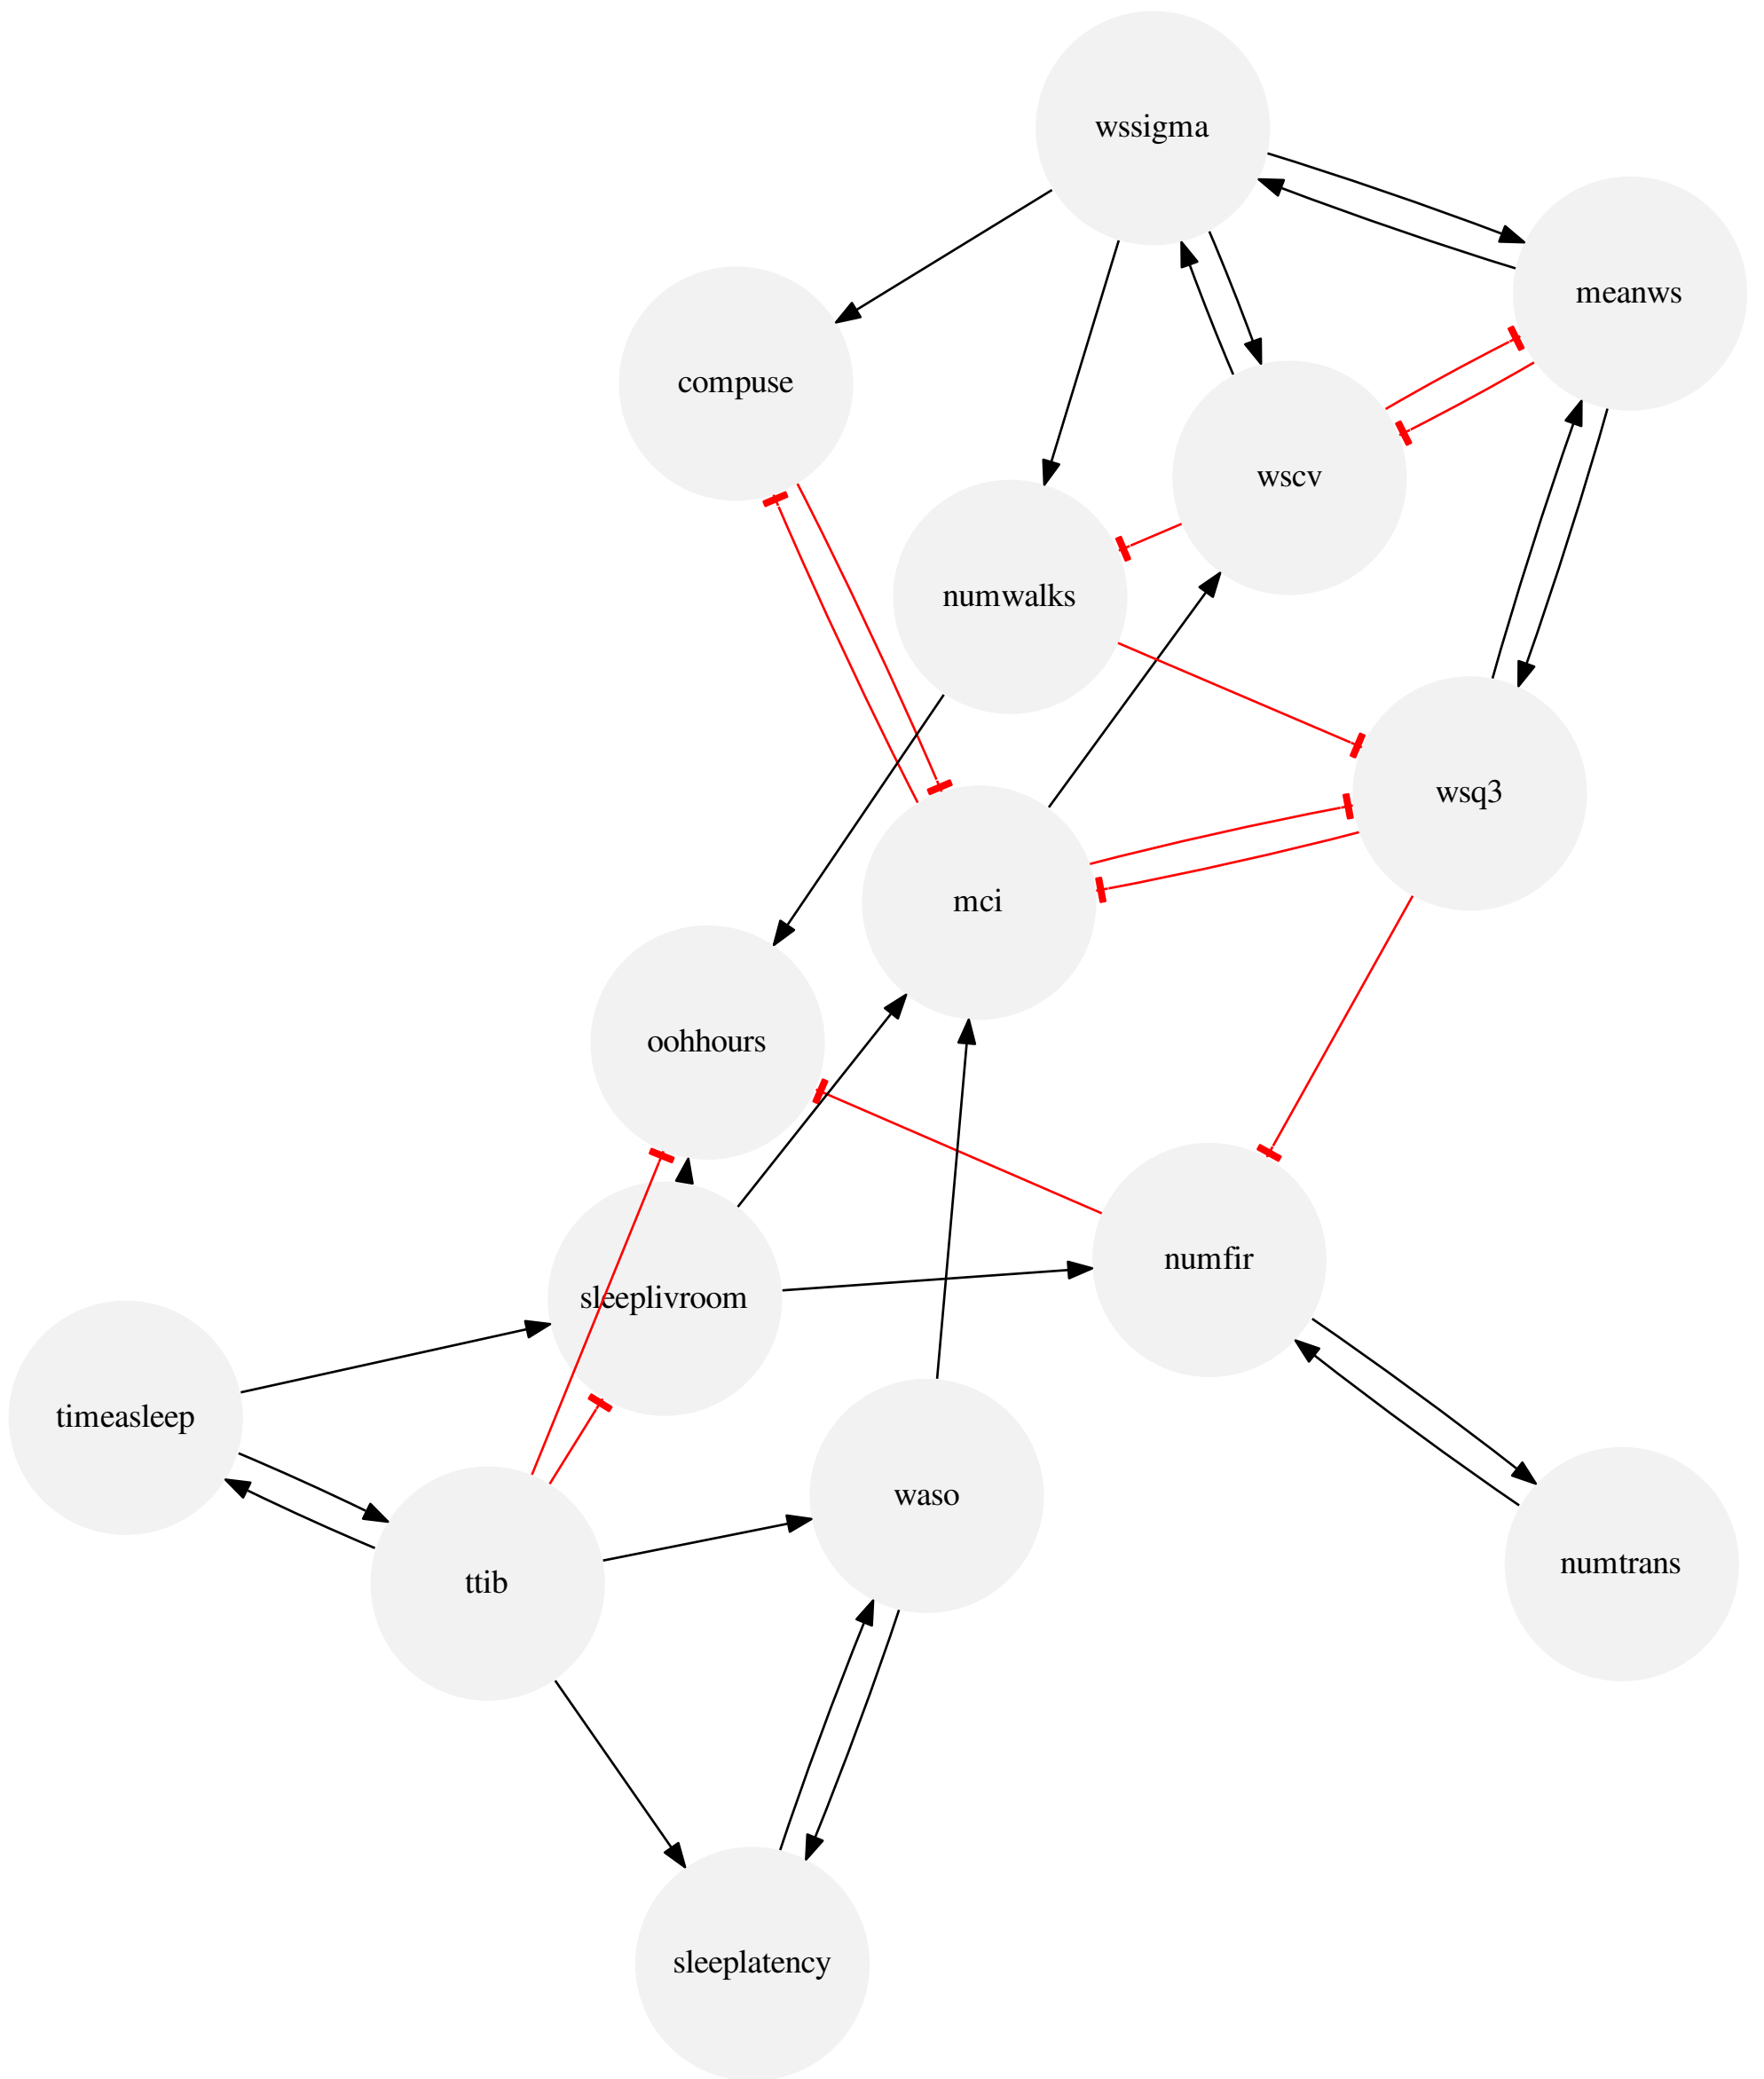 wssigma
meanws
compuse
wscv
numwalks
wsq3
mci
oohhours
numfir
sleeplivroom
timeasleep
waso
numtrans
ttib
sleeplatency